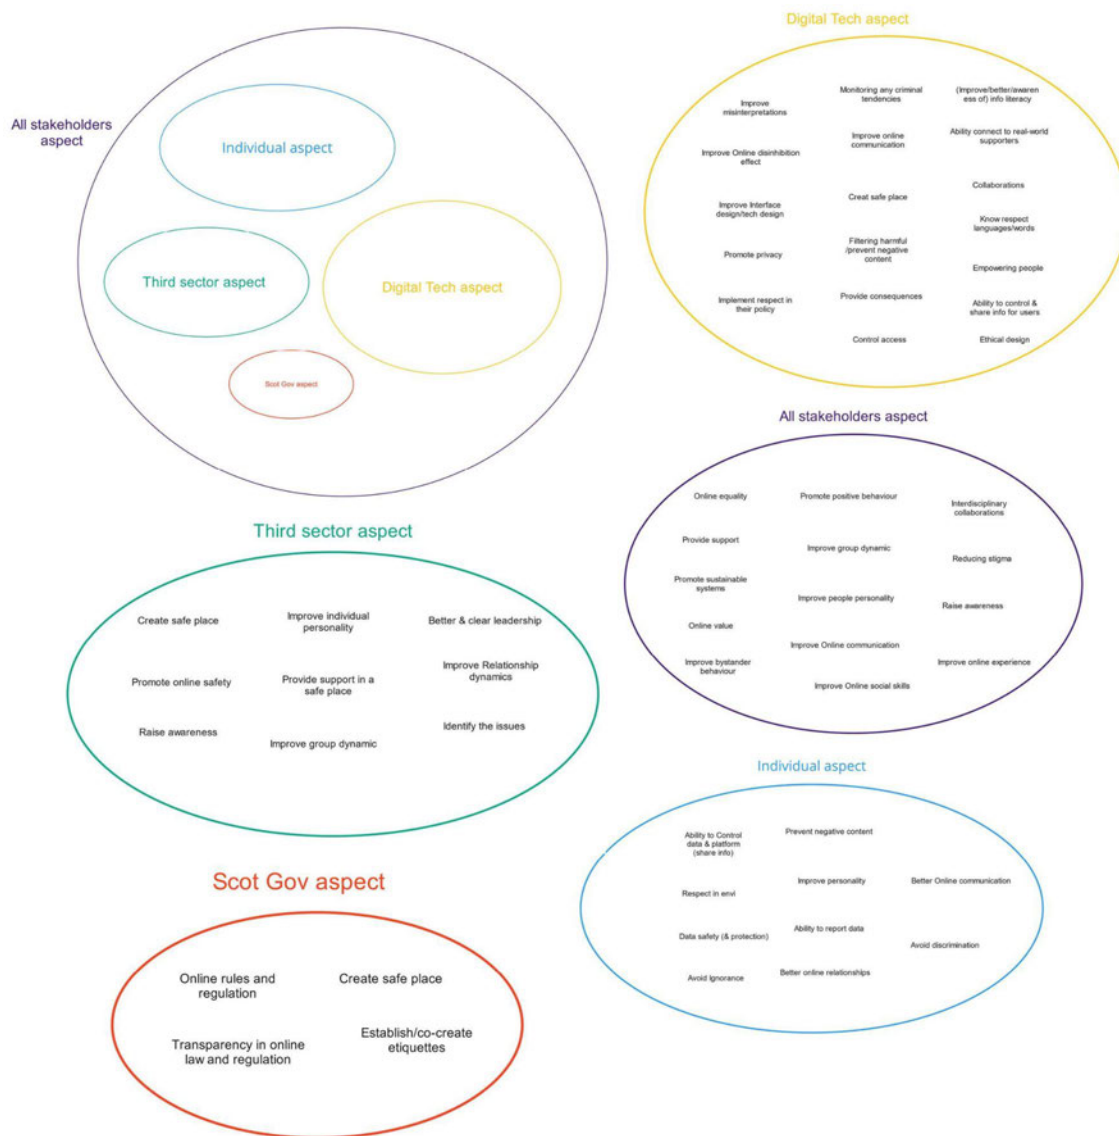 All stakeholders
aspect
Individual aspect
Third sector aspect
Digital Tech aspect
Scot Gov aspect
Digital Tech aspect
Improve
misinterpretations
Improve Online disinhibition
effect
Improve Interface
design/tech design
Promote privacy
Implement respect in
their policy
Monitoring any criminal
tendencies
Improve online
communication
Creat safe place
Filtering harmful
/prevent negative
content
Provide consequences
Control access
(Improve/better/awaren
ess of) info literacy
Ability connect to real-world
supporters
Collaborations
Know respect
languages/words
Empowering people
Ability to control &
share info for users
Ethical design
All stakeholders aspect
Online equality
Provide support
Promote sustainable
systems
Online value
Improve bystander
behaviour
Promote positive behaviour
Improve group dynamic
Improve people personality
Improve Online communication
Improve Online social skills
Interdisciplinary
collaborations
Reducing stigma
Raise awareness
Improve online experience
Third sector aspect
Create safe place
Promote online safety
Raise awareness
Improve individual
personality
Provide support in a
safe place
Improve group dynamic
Better & clear leadership
Improve Relationship
dynamics
Identify the issues
Individual aspect
Ability to Control
data & platform
(share info)
Respect in envi
Data safety (& protection)
Avoid ignorance
Prevent negative content
Improve personality
Ability to report data
Better online relationships
Better Online communication
Avoid discrimination
Scot Gov aspect
Online rules and
regulation
Transparency in online
law and regulation
Create safe place
Establish/co-create
etiquettes